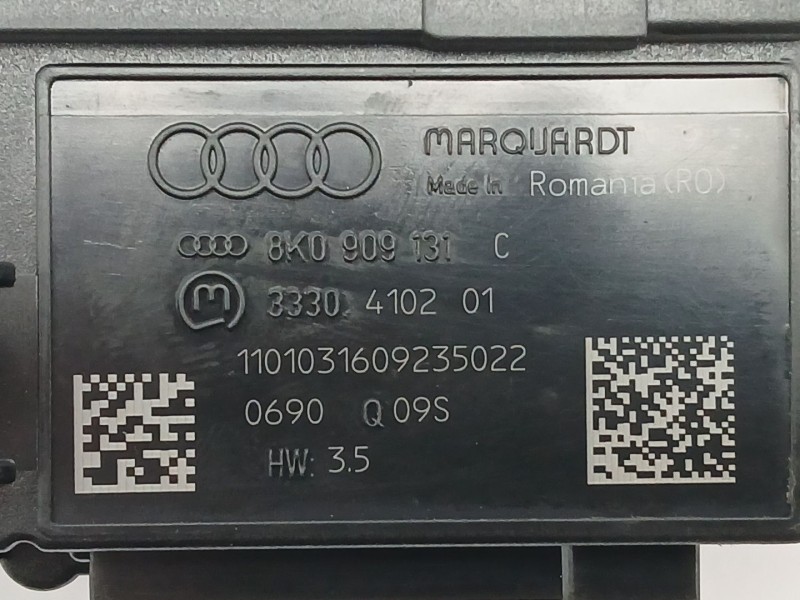 MARQUARDT
Made In Romania (RO)
8K0 909 131 C
M 3330.4102 01
1101031609235022
0690 Q 09S
HW: 3.5